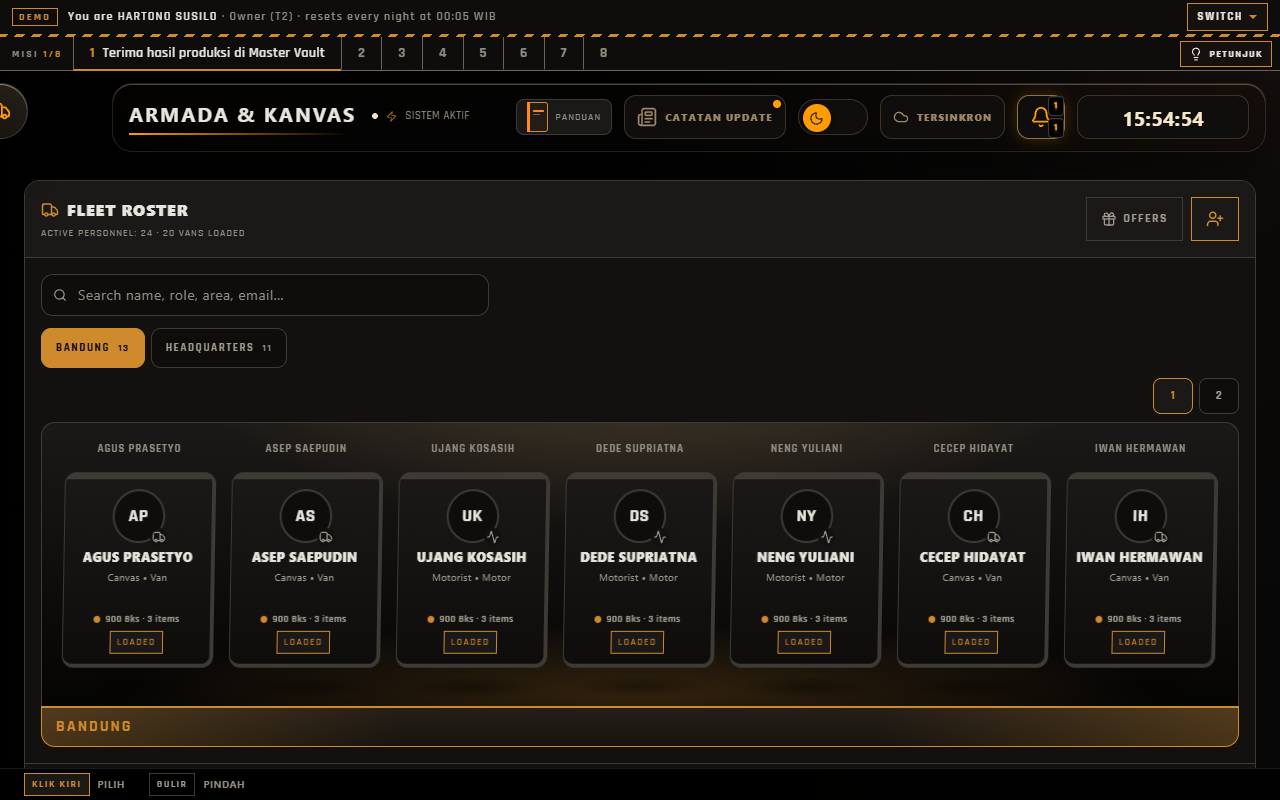 DEMO You are HARTONO SUSILO · Owner (T2) · resets every night at 00:05 WIB SWITCH
MISI 1/8 1 Terima hasil produksi di Master Vault 2 3 4 5 6 7 8 PETUNJUK
ARMADA & KANVAS SISTEM AKTIF PANDUAN CATATAN UPDATE TERSINKRON 1 1 15:54:54
FLEET ROSTER
ACTIVE PERSONNEL: 24 · 20 VANS LOADED
OFFERS
Search name, role, area, email...
BANDUNG 13 HEADQUARTERS 11
1 2
AGUS PRASETYO ASEP SAEPUDIN UJANG KOSASIH DEDE SUPRIATNA NENG YULIANI CECEP HIDAYAT IWAN HERMAWAN
AP AS UK DS NY CH IH
AGUS PRASETYO ASEP SAEPUDIN UJANG KOSASIH DEDE SUPRIATNA NENG YULIANI CECEP HIDAYAT IWAN HERMAWAN
Canvas • Van Canvas • Van Motorist • Motor Motorist • Motor Motorist • Motor Canvas • Van Canvas • Van
900 Bks · 3 items 900 Bks · 3 items 900 Bks · 3 items 900 Bks · 3 items 900 Bks · 3 items 900 Bks · 3 items 900 Bks · 3 items
LOADED LOADED LOADED LOADED LOADED LOADED LOADED
BANDUNG
KLIK KIRI PILIH GULIR PINDAH